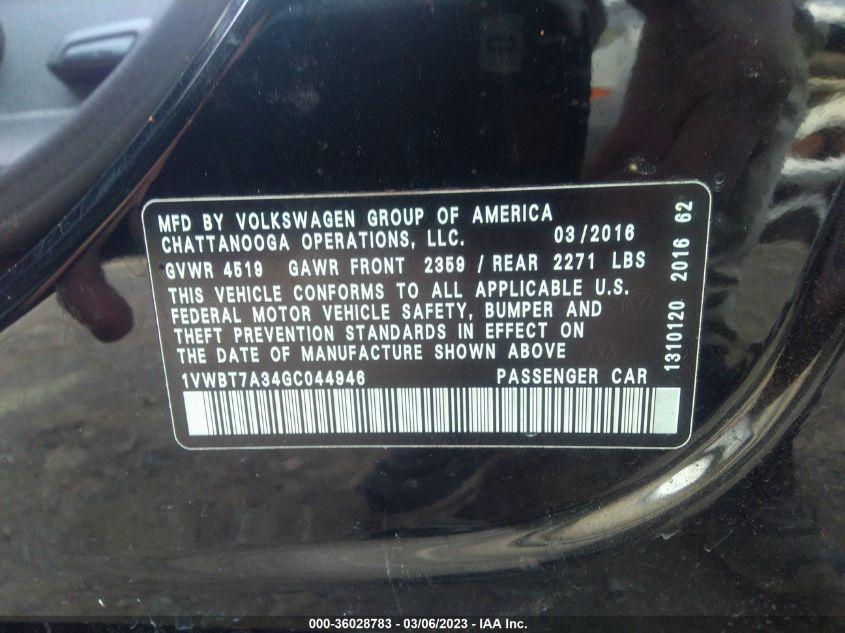 MFD BY VOLKSWAGEN GROUP OF AMERICA
CHATTANOOGA OPERATIONS, LLC. 03/2016
GVWR 4519 GAWR FRONT 2359 / REAR 2271 LBS
THIS VEHICLE CONFORMS TO ALL APPLICABLE U.S.
FEDERAL MOTOR VEHICLE SAFETY, BUMPER AND
THEFT PREVENTION STANDARDS IN EFFECT ON
THE DATE OF MANUFACTURE SHOWN ABOVE
1VWBT7A34GC044946 PASSENGER CAR
1310120 2016 62
000-36028783 - 03/06/2023 - IAA Inc.